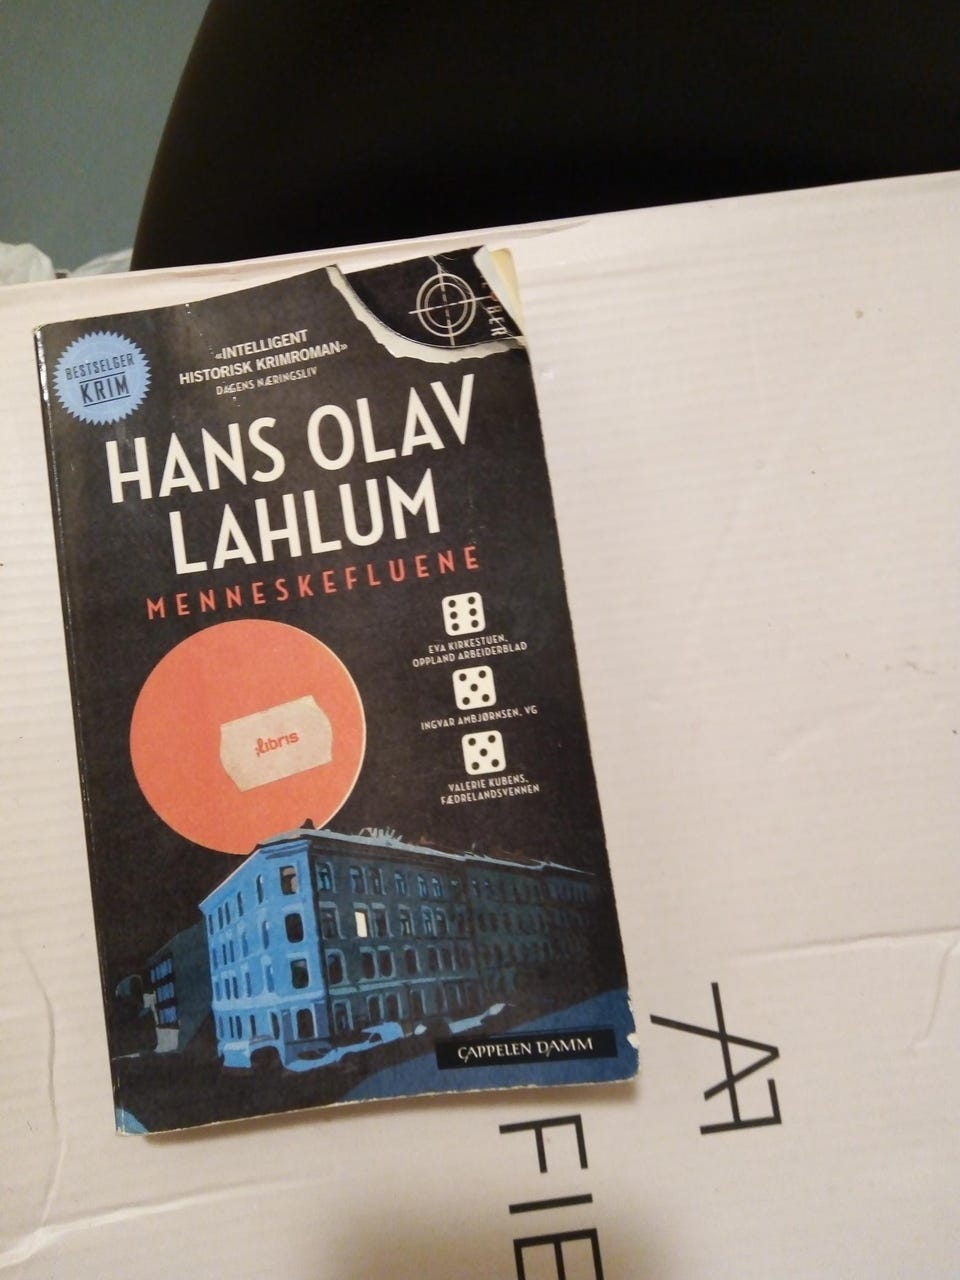 BESTSELGER
KRIM
«INTELLIGENT
HISTORISK KRIMROMAN»
DAGENS NÆRINGSLIV
HANS OLAV
LAHLUM
MENNESKEFLUENE
EVA KIRKESTUEN,
OPPLAND ARBEIDERBLAD
INGVAR AMBJØRNSEN, VG
VALERIE KUBENS,
FÆDRELANDSVENNEN
libris
CAPPELEN DAMM